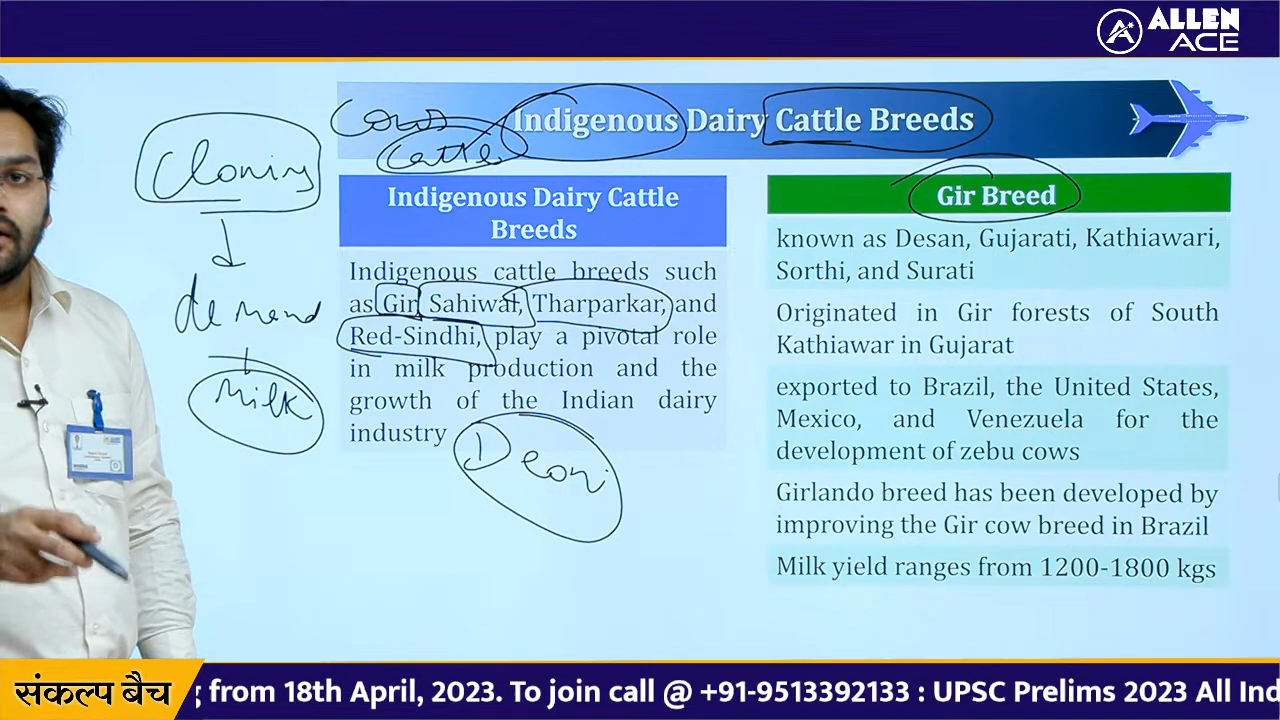 ALLEN
ACE
Indigenous Dairy Cattle Breeds
Cows
Cattle
Cloning
demand
Milk
Indigenous Dairy Cattle
Breeds
Indigenous cattle breeds such
as Gir, Sahiwal, Tharparkar, and
Red-Sindhi, play a pivotal role
in milk production and the
growth of the Indian dairy
industry
Deoni
Gir Breed
known as Desan, Gujarati, Kathiawari,
Sorthi, and Surati
Originated in Gir forests of South
Kathiawar in Gujarat
exported to Brazil, the United States,
Mexico, and Venezuela for the
development of zebu cows
Girlando breed has been developed by
improving the Gir cow breed in Brazil
Milk yield ranges from 1200-1800 kgs
संकल्प बैच
g from 18th April, 2023. To join call @ +91-9513392133 : UPSC Prelims 2023 All Ind